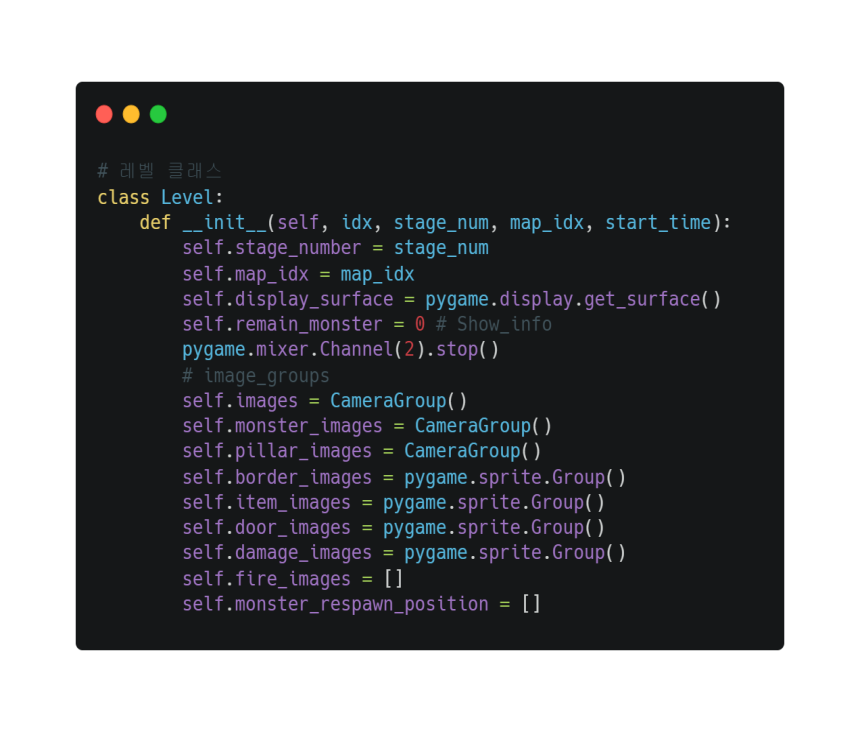 # 레벨 클래스
class Level:
    def __init__(self, idx, stage_num, map_idx, start_time):
        self.stage_number = stage_num
        self.map_idx = map_idx
        self.display_surface = pygame.display.get_surface()
        self.remain_monster = 0 # Show_info
        pygame.mixer.Channel(2).stop()
        # image_groups
        self.images = CameraGroup()
        self.monster_images = CameraGroup()
        self.pillar_images = CameraGroup()
        self.border_images = pygame.sprite.Group()
        self.item_images = pygame.sprite.Group()
        self.door_images = pygame.sprite.Group()
        self.damage_images = pygame.sprite.Group()
        self.fire_images = []
        self.monster_respawn_position = []